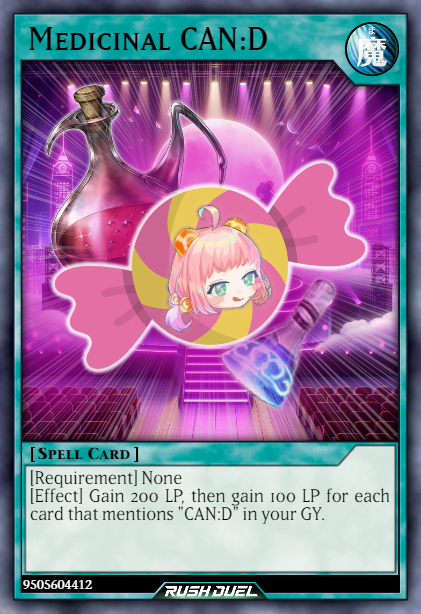 Medicinal CAN:D
ま
魔
[Spell Card]
[Requirement] None
[Effect] Gain 200 LP, then gain 100 LP for each
card that mentions "CAN:D" in your GY.
9505604412
RUSH DUEL